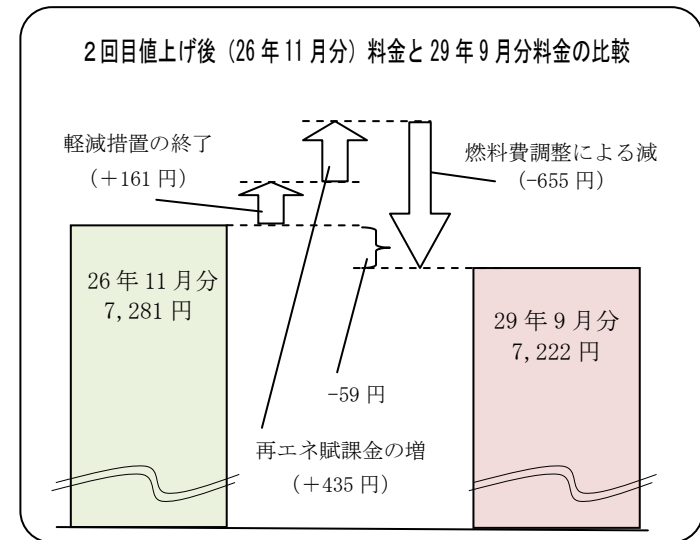 ２回目値上げ後（26年11月分）料金と29年9月分料金の比較
軽減措置の終了
（＋161円）
燃料費調整による減
（-655円）
26年11月分
7,281円
29年9月分
7,222円
-59円
再エネ賦課金の増
（＋435円）